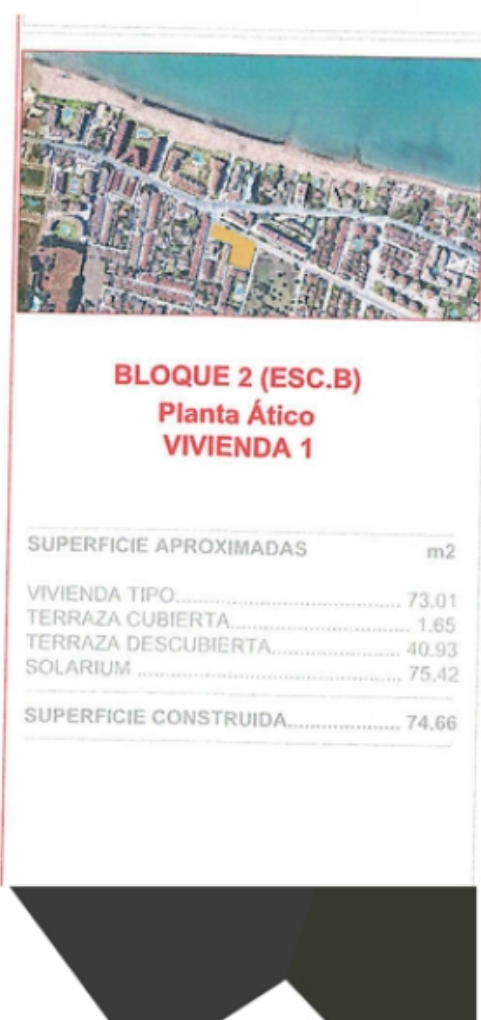 BLOQUE 2 (ESC.B)
Planta Ático
VIVIENDA 1
SUPERFICIE APROXIMADAS m2
VIVIENDA TIPO........................................ 73.01
TERRAZA CUBIERTA................................. 1.65
TERRAZA DESCUBIERTA....................... 40.93
SOLARIUM ............................................... 75.42
SUPERFICIE CONSTRUIDA.................... 74.66